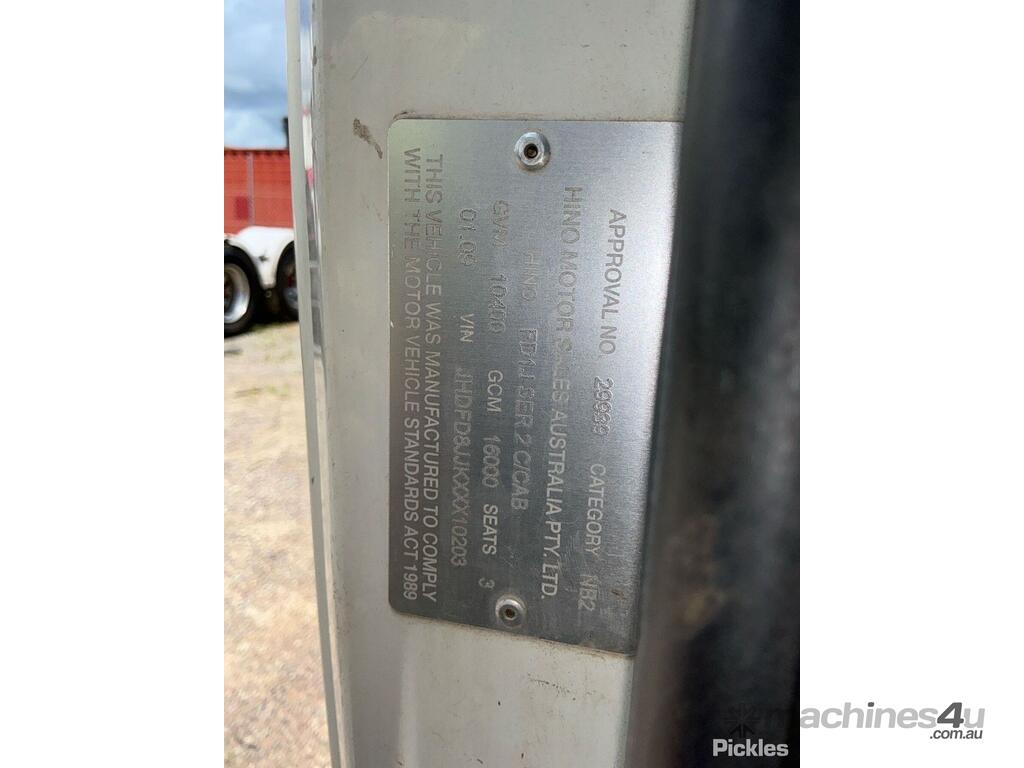 APPROVAL NO. 29999 CATEGORY NB2
HINO MOTOR SALES AUSTRALIA PTY. LTD.
HINO. FD1J SER 2 C/CAB
GVM 10400 GCM 16000 SEATS 3
01.09 VIN JHDFD8JJKXXX10203
THIS VEHICLE WAS MANUFACTURED TO COMPLY
WITH THE MOTOR VEHICLE STANDARDS ACT 1989
machines4u
.com.au
Pickles